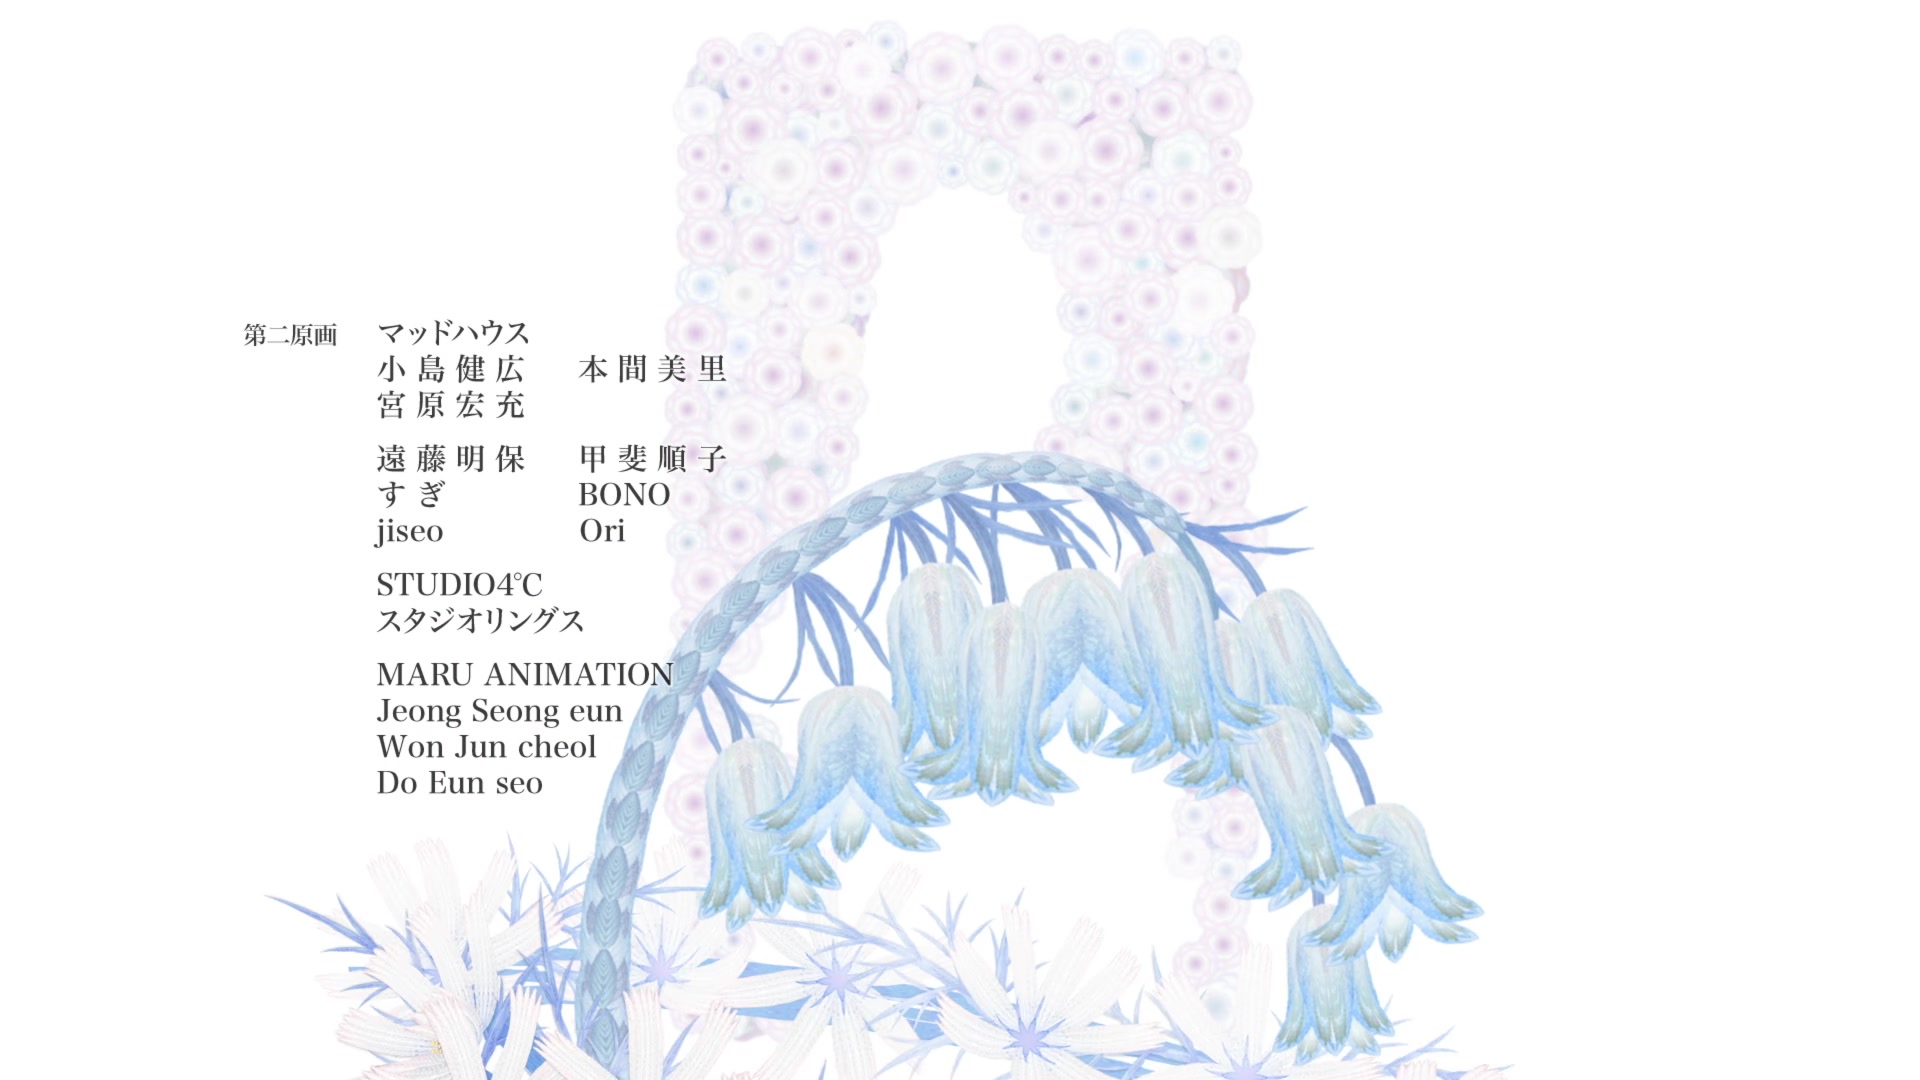 第二原画 マッドハウス
小島健広 本間美里
宮原宏充
遠藤明保 甲斐順子
すぎ BONO
jiseo Ori
STUDIO4℃
スタジオリングス
MARU ANIMATION
Jeong Seong eun
Won Jun cheol
Do Eun seo